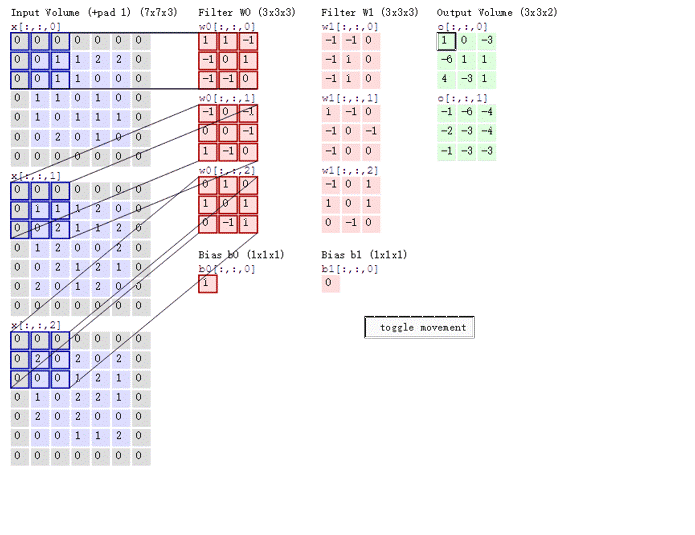 Input Volume (+pad 1) (7x7x3)
x[:,:,0]
0 0 0 0 0 0 0
0 0 1 1 2 2 0
0 0 1 1 0 0 0
0 1 1 0 1 0 0
0 1 0 1 1 1 0
0 0 2 0 1 0 0
0 0 0 0 0 0 0
x[:,:,1]
0 0 0 0 0 0 0
0 1 1 1 2 0 0
0 0 2 1 1 2 0
0 1 2 0 0 2 0
0 0 2 1 2 1 0
0 2 0 1 2 0 0
0 0 0 0 0 0 0
x[:,:,2]
0 0 0 0 0 0 0
0 2 0 2 0 2 0
0 0 0 1 2 1 0
0 1 0 2 2 1 0
0 2 0 2 0 0 0
0 0 0 1 1 2 0
0 0 0 0 0 0 0
Filter W0 (3x3x3)
w0[:,:,0]
1 1 -1
-1 0 1
-1 -1 0
w0[:,:,1]
-1 0 -1
0 0 -1
1 -1 0
w0[:,:,2]
0 1 0
1 0 1
0 -1 1
Bias b0 (1x1x1)
b0[:,:,0]
1
Filter W1 (3x3x3)
w1[:,:,0]
-1 -1 0
-1 1 0
-1 1 0
w1[:,:,1]
1 -1 0
-1 0 -1
-1 0 0
w1[:,:,2]
-1 0 1
1 0 1
0 -1 0
Bias b1 (1x1x1)
b1[:,:,0]
0
Output Volume (3x3x2)
o[:,:,0]
1 0 -3
-6 1 1
4 -3 1
o[:,:,1]
-1 -6 -4
-2 -3 -4
-1 -3 -3
toggle movement